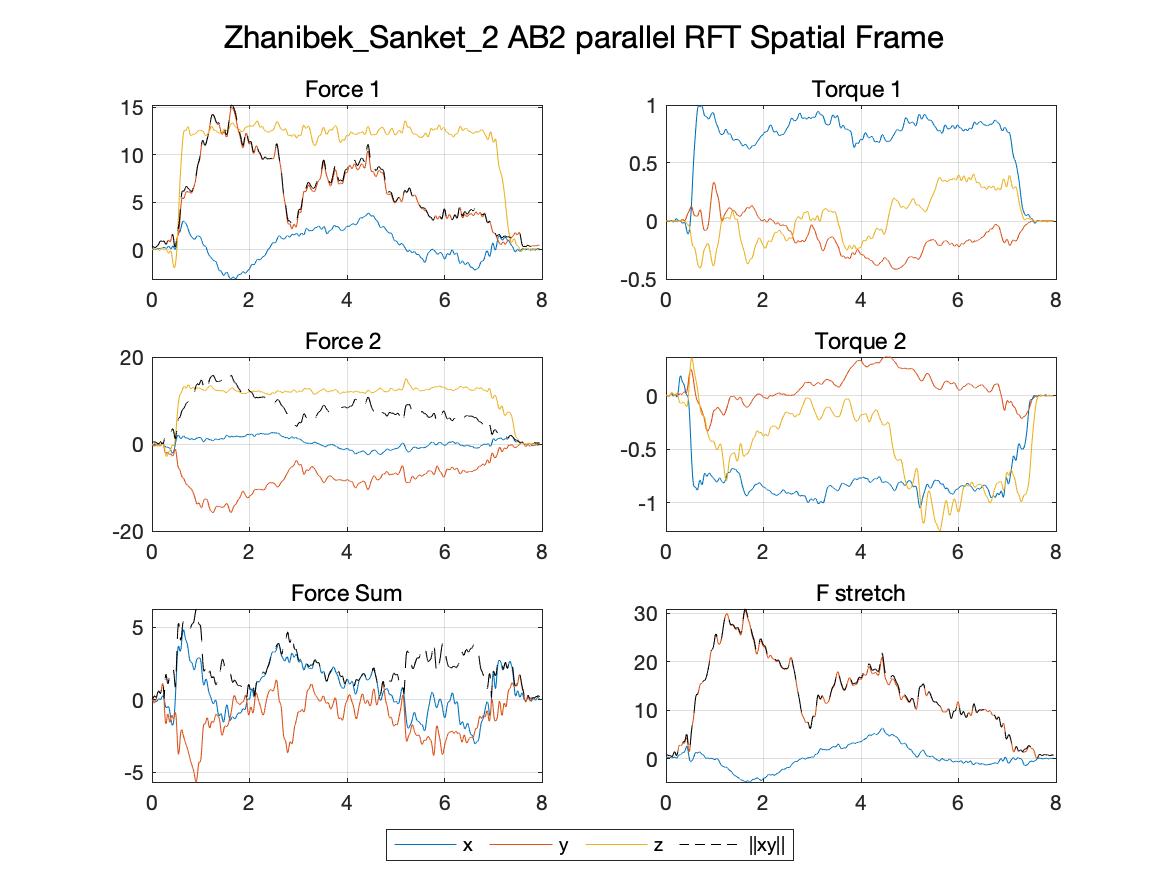 Zhanibek_Sanket_2 AB2 parallel RFT Spatial Frame
Force 1
15
10
5
0
0 2 4 6 8
Torque 1
1
0.5
0
-0.5
0 2 4 6 8
Force 2
20
0
-20
0 2 4 6 8
Torque 2
0
-0.5
-1
0 2 4 6 8
Force Sum
5
0
-5
0 2 4 6 8
F stretch
30
20
10
0
0 2 4 6 8
x y z ||xy||